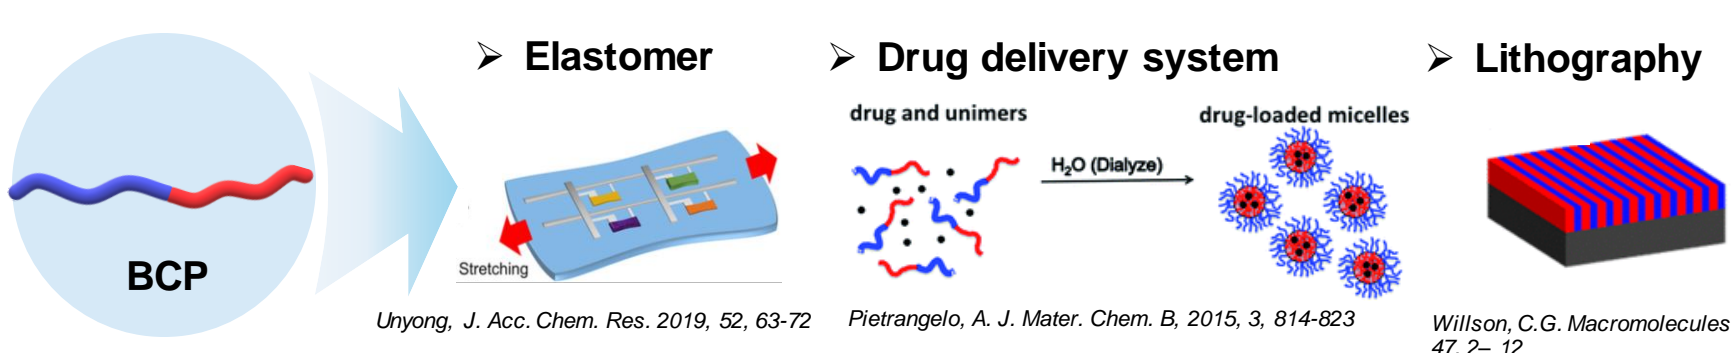 BCP
➢ Elastomer
Stretching
Unyong, J. Acc. Chem. Res. 2019, 52, 63-72
➢ Drug delivery system
drug and unimers
H₂O (Dialyze)
drug-loaded micelles
Pietrangelo, A. J. Mater. Chem. B, 2015, 3, 814-823
➢ Lithography
Willson, C.G. Macromolecules
47, 2– 12